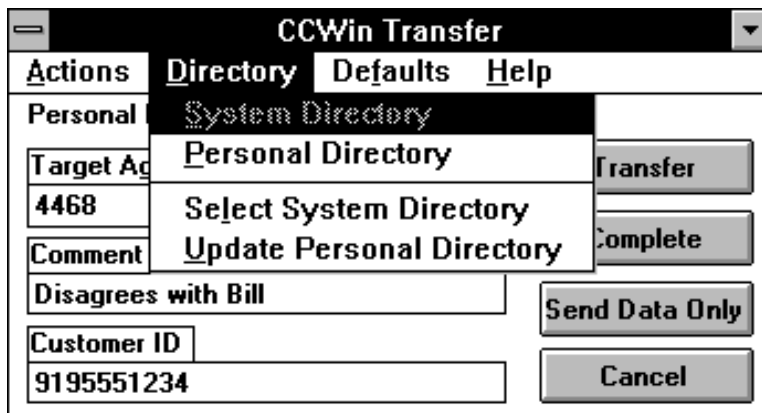 CCWin Transfer
Actions Directory Defaults Help
Personal
System Directory
Personal Directory
Select System Directory
Update Personal Directory
Target Ag
4468
Comment
Disagrees with Bill
Customer ID
9195551234
Transfer
Complete
Send Data Only
Cancel